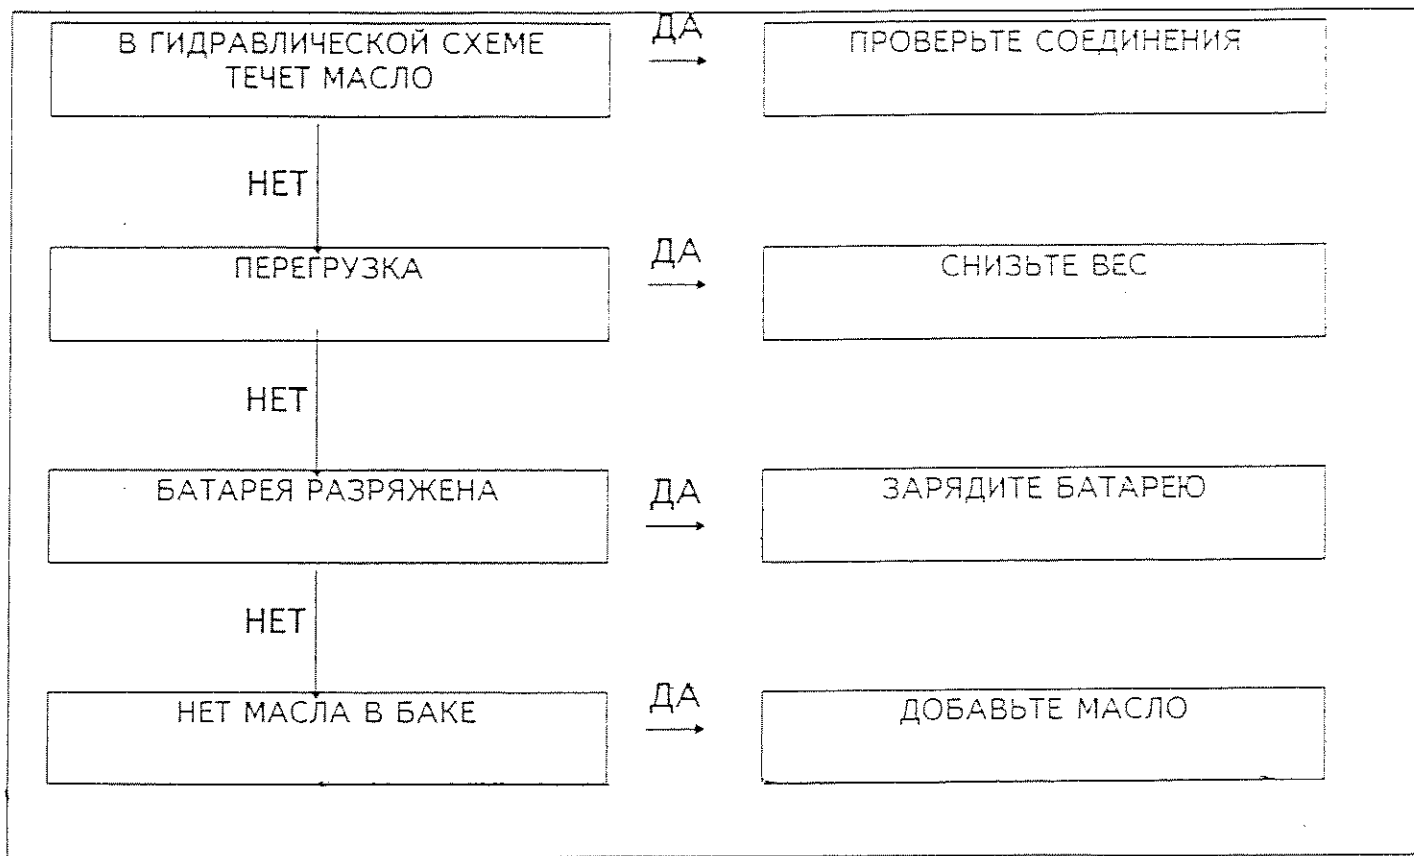 В ГИДРАВЛИЧЕСКОЙ СХЕМЕ
ТЕЧЕТ МАСЛО
ДА
ПРОВЕРЬТЕ СОЕДИНЕНИЯ
НЕТ
ПЕРЕГРУЗКА
ДА
СНИЗЬТЕ ВЕС
НЕТ
БАТАРЕЯ РАЗРЯЖЕНА
ДА
ЗАРЯДИТЕ БАТАРЕЮ
НЕТ
НЕТ МАСЛА В БАКЕ
ДА
ДОБАВЬТЕ МАСЛО